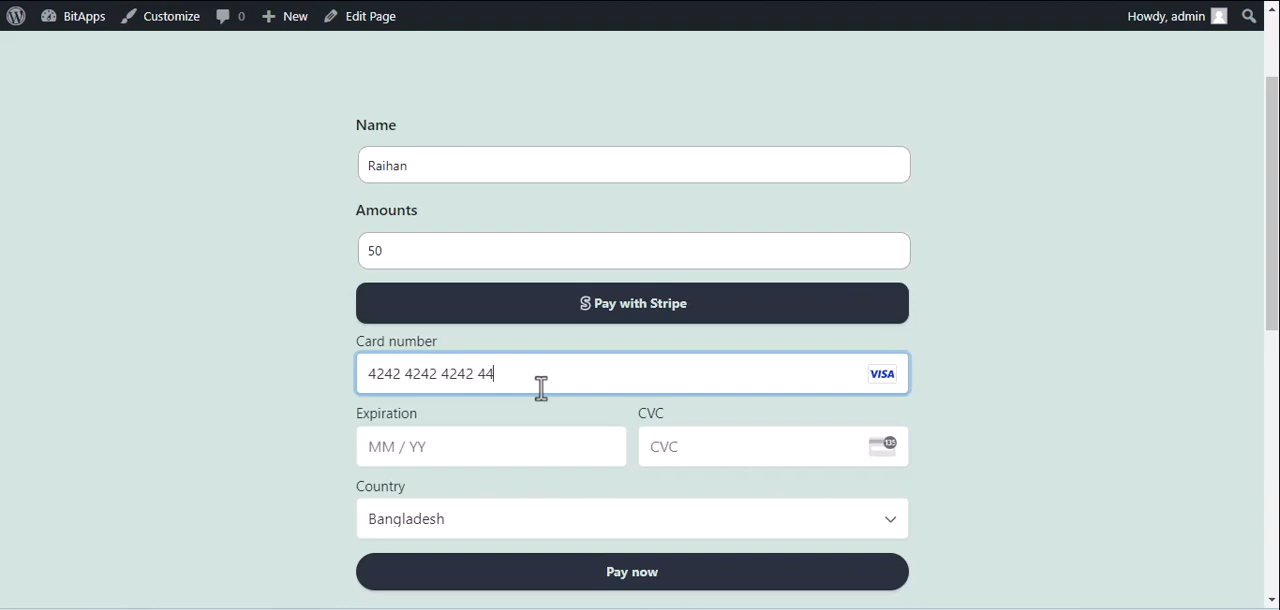 BitApps Customize 0 New Edit Page Howdy, admin
Name
Raihan
Amounts
50
Pay with Stripe
Card number
4242 4242 4242 44 VISA
Expiration CVC
MM / YY CVC 135
Country
Bangladesh
Pay now